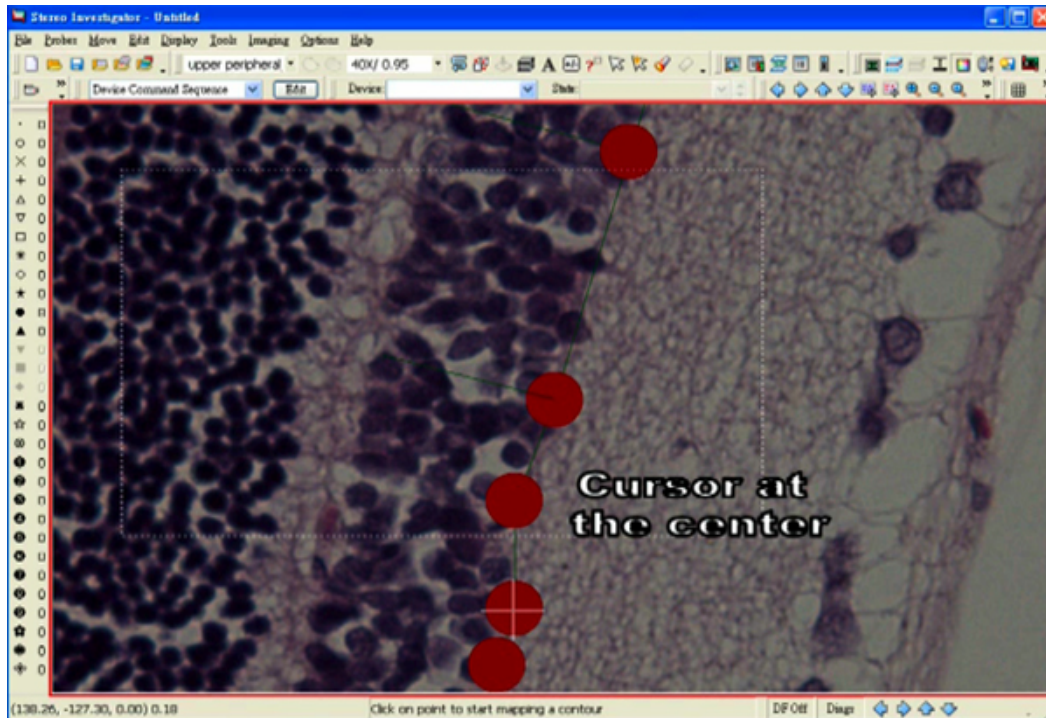 Stereo Investigator - Untitled
File Probes Move Edit Display Tools Imaging Options Help
upper peripheral 40X/ 0.95
Device Command Sequence Edit Device: State:
Cursor at
the center
(138.26, -127.30, 0.00) 0.18 Click on point to start mapping a contour DF Off Diags